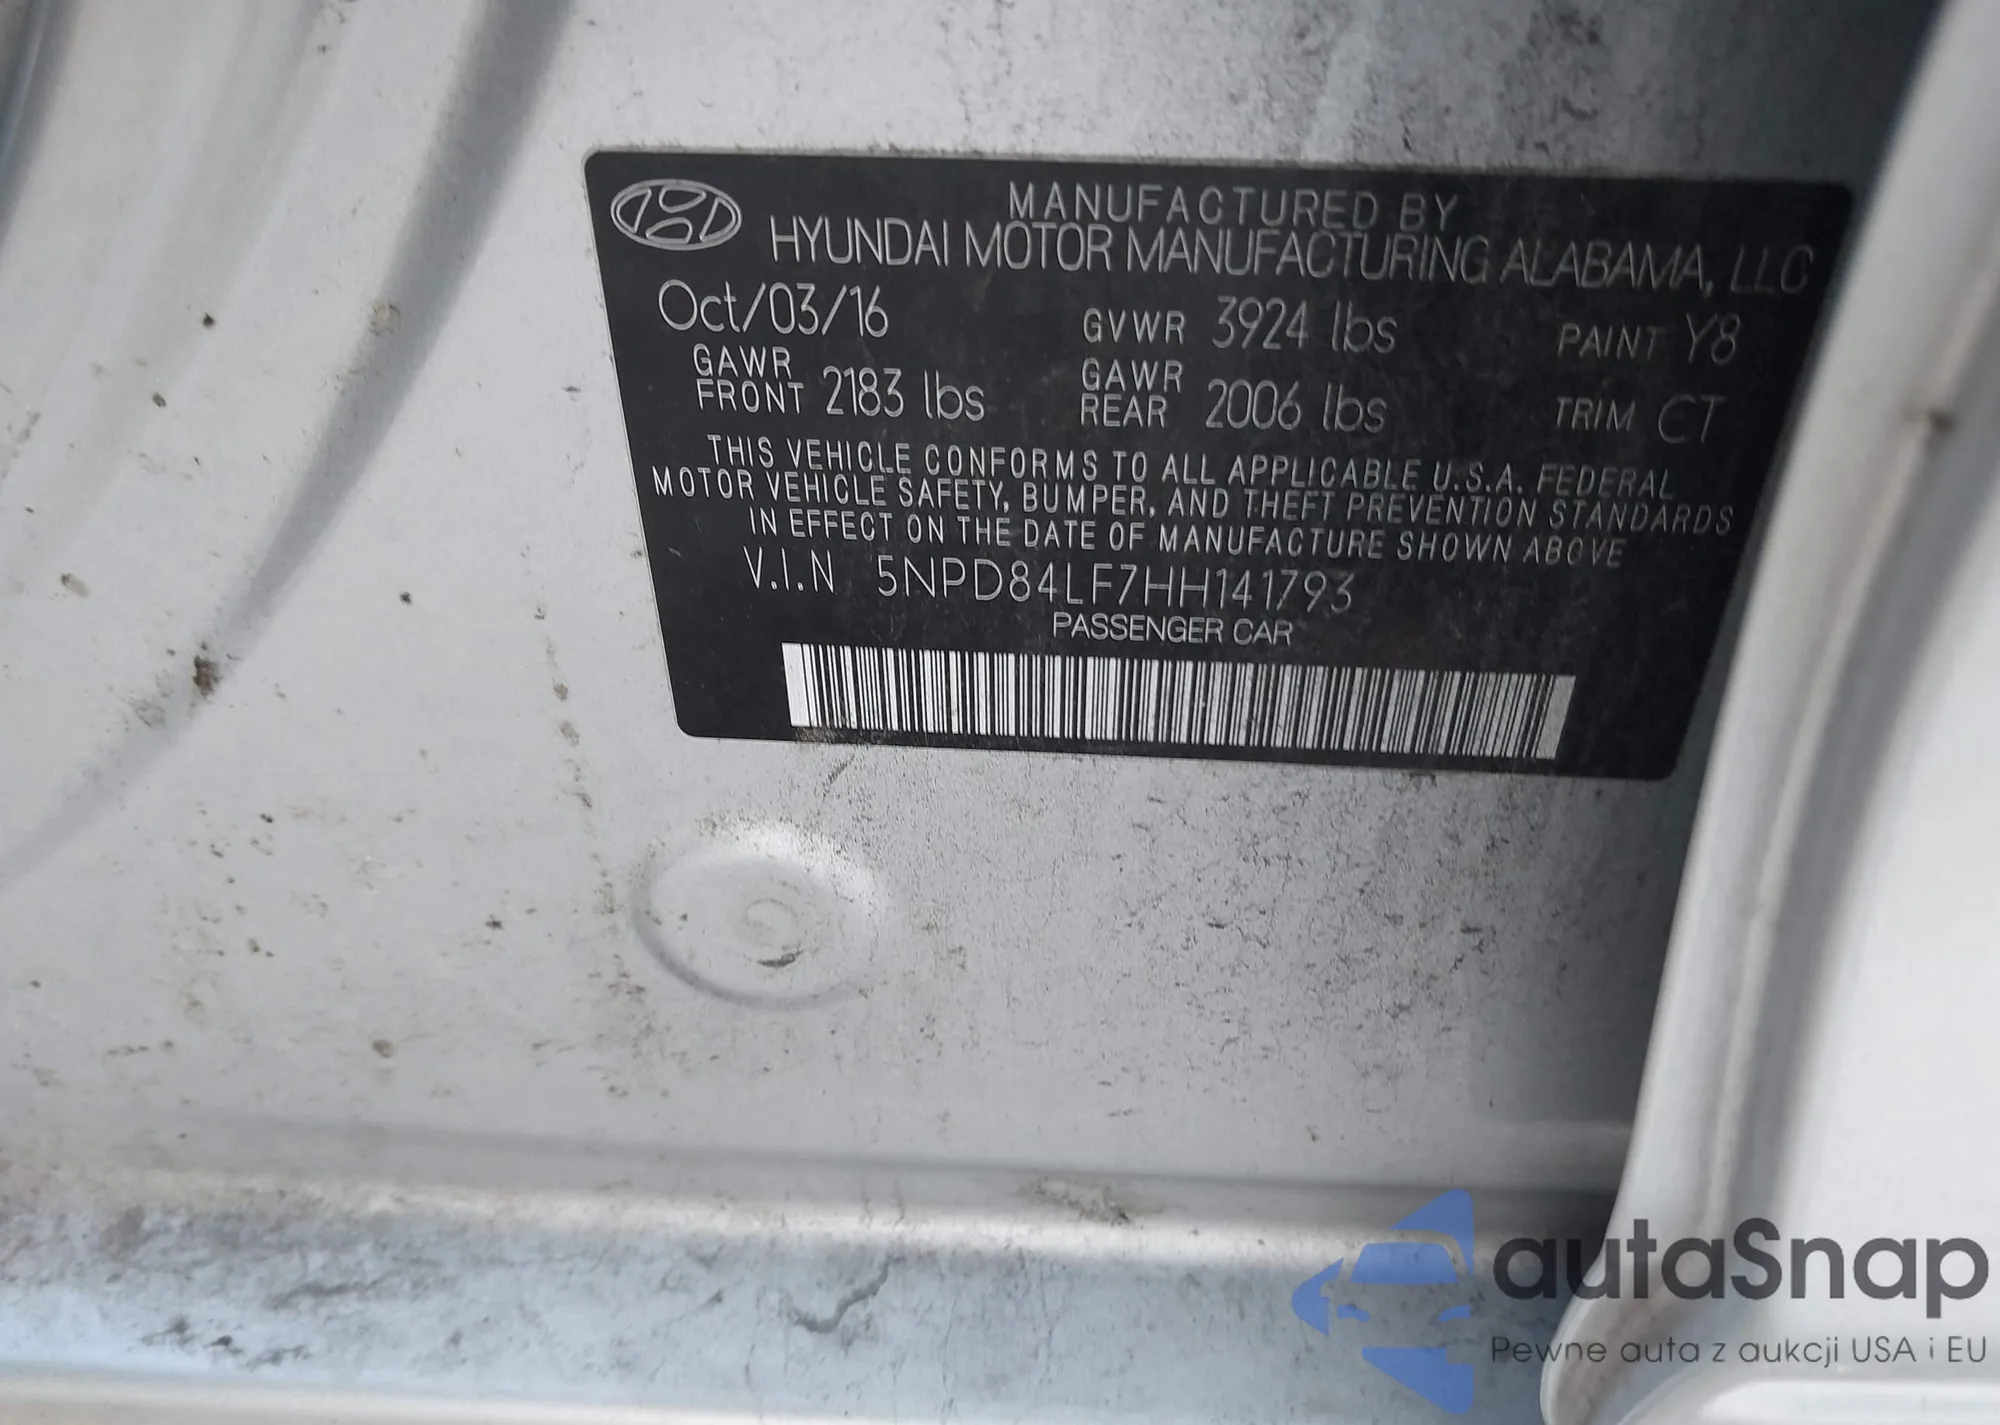 MANUFACTURED BY
HYUNDAI MOTOR MANUFACTURING ALABAMA, LLC
Oct/03/16 GVWR 3924 lbs PAINT Y8
GAWR FRONT 2183 lbs GAWR REAR 2006 lbs TRIM CT
THIS VEHICLE CONFORMS TO ALL APPLICABLE U.S.A. FEDERAL
MOTOR VEHICLE SAFETY, BUMPER, AND THEFT PREVENTION STANDARDS
IN EFFECT ON THE DATE OF MANUFACTURE SHOWN ABOVE
V.I.N 5NPD84LF7HH141793
PASSENGER CAR
autaSnap
Pewne auta z aukcji USA i EU